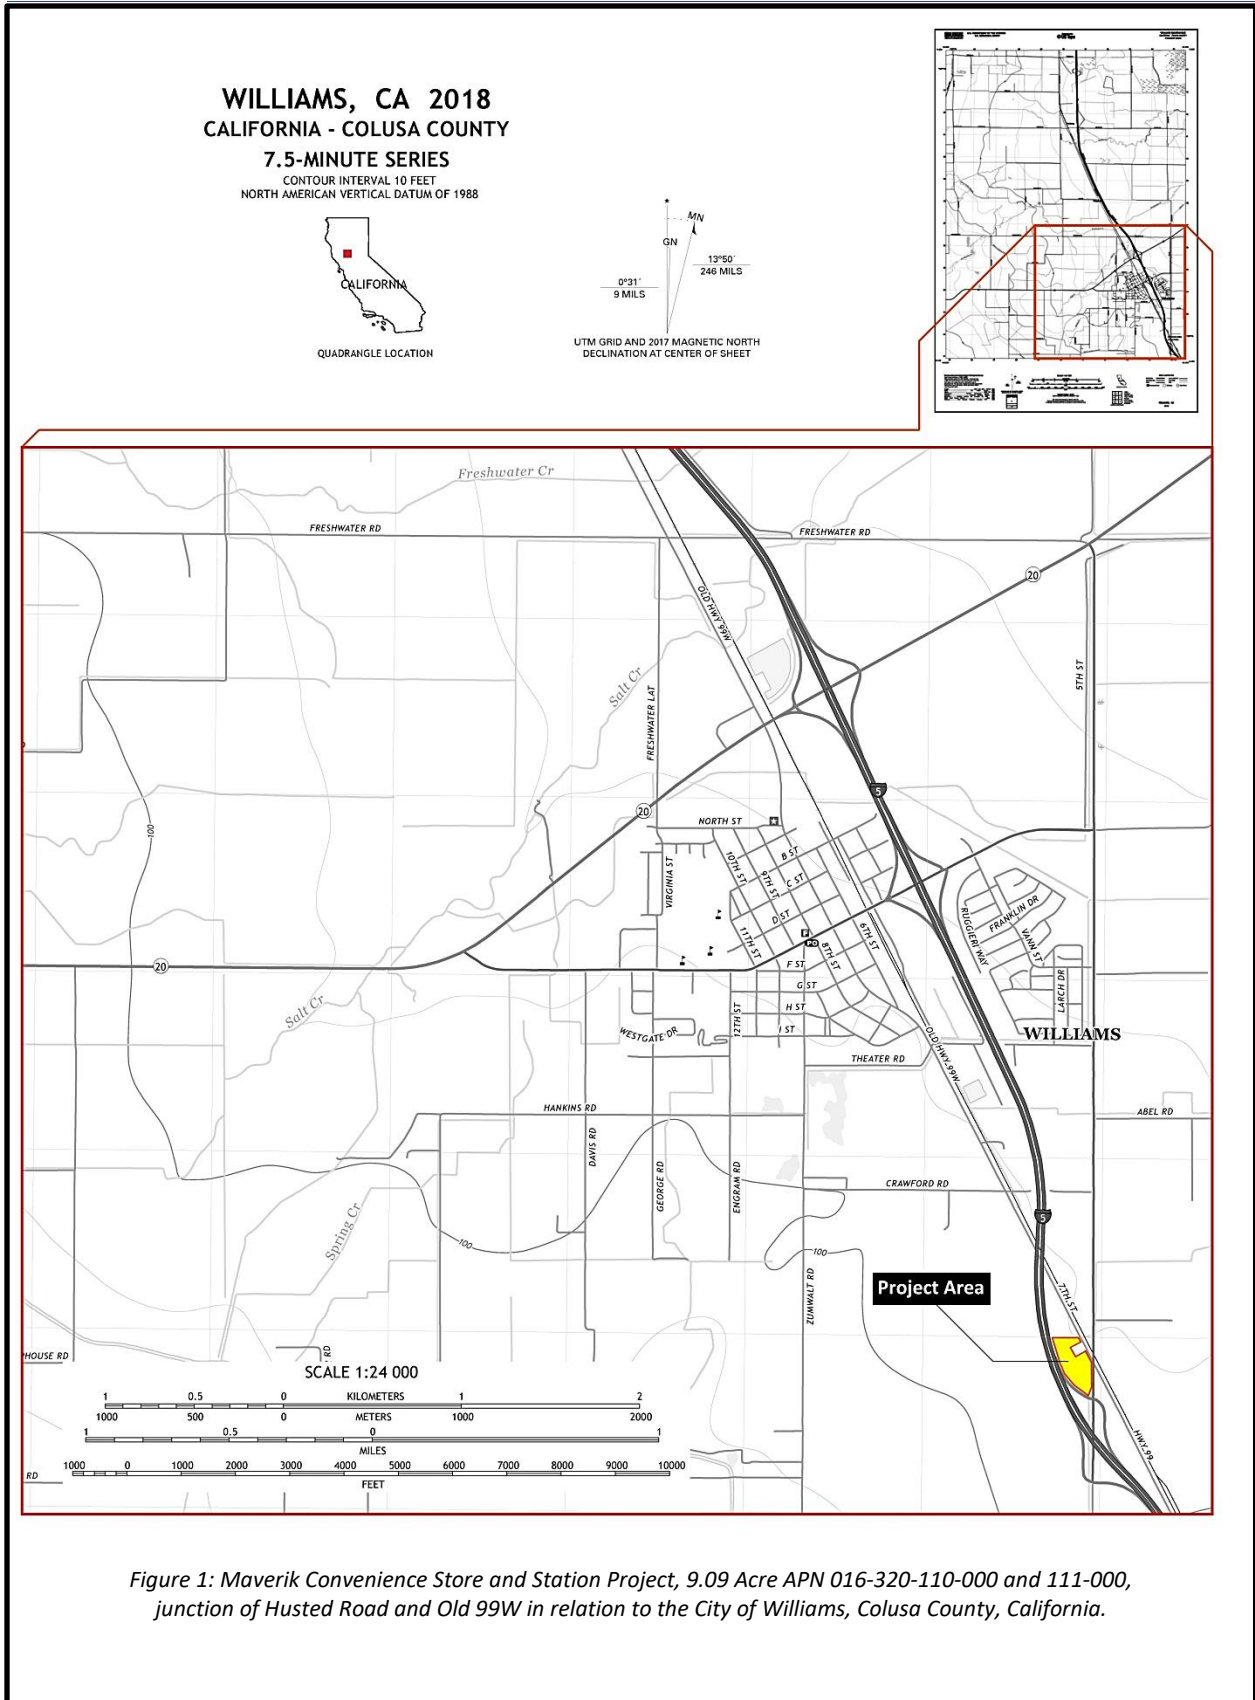 WILLIAMS, CA 2018
CALIFORNIA - COLUSA COUNTY
7.5-MINUTE SERIES
CONTOUR INTERVAL 10 FEET
NORTH AMERICAN VERTICAL DATUM OF 1988
CALIFORNIA
QUADRANGLE LOCATION
MN
GN
13°50´
246 MILS
0°31´
9 MILS
UTM GRID AND 2017 MAGNETIC NORTH
DECLINATION AT CENTER OF SHEET
Freshwater Cr
FRESHWATER RD
FRESHWATER RD
20
OLD HWY 99W
5TH ST
Salt Cr
FRESHWATER LAT
5
20
100
NORTH ST
B ST
10TH ST
9TH ST
C ST
VIRGINIA ST
D ST
11TH ST
6TH ST
8TH ST
P
PO
F ST
G ST
H ST
I ST
12TH ST
RUGGIERI WAY
FRANKLIN DR
VANN ST
LARCH DR
20
Salt Cr
WESTGATE DR
WILLIAMS
OLD HWY 99W
THEATER RD
HANKINS RD
ABEL RD
DAVIS RD
GEORGE RD
ENGRAM RD
CRAWFORD RD
Spring Cr
5
100
100
ZUMWALT RD
7TH ST
Project Area
HOUSE RD
RD
SCALE 1:24 000
1 0.5 0 KILOMETERS 1 2
1000 500 0 METERS 1000 2000
1 0.5 0 1
MILES
HWY 99
1000 0 1000 2000 3000 4000 5000 6000 7000 8000 9000 10000
FEET
RD
Figure 1: Maverik Convenience Store and Station Project, 9.09 Acre APN 016-320-110-000 and 111-000,
junction of Husted Road and Old 99W in relation to the City of Williams, Colusa County, California.